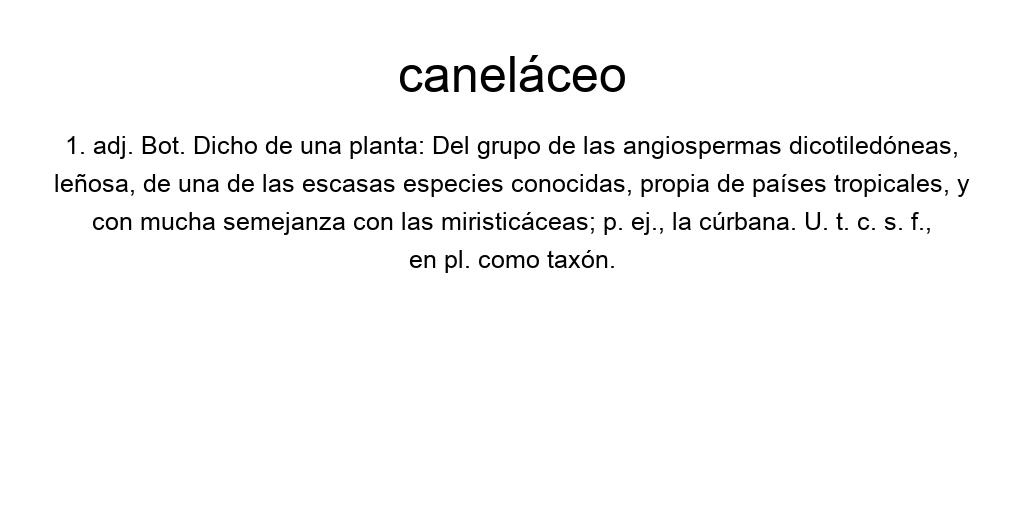 caneláceo
1. adj. Bot. Dicho de una planta: Del grupo de las angiospermas dicotiledóneas,
leñosa, de una de las escasas especies conocidas, propia de países tropicales, y
con mucha semejanza con las miristicáceas; p. ej., la cúrbana. U. t. c. s. f.,
en pl. como taxón.